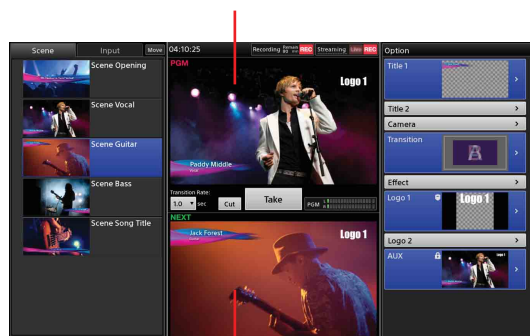 Scene Input Move
Scene Opening
Scene Vocal
Scene Guitar
Scene Bass
Scene Song Title
04:10:25 Recording Remain REC Streaming Live REC
PGM
Logo 1
Paddy Middle
Transition Rate:
1.0 sec Cut Take PGM L
R
NEXT
Jack Forest
Logo 1
Option
Title 1
Title 2
Camera
Transition
Effect
Logo 1
Logo 1
Logo 2
AUX